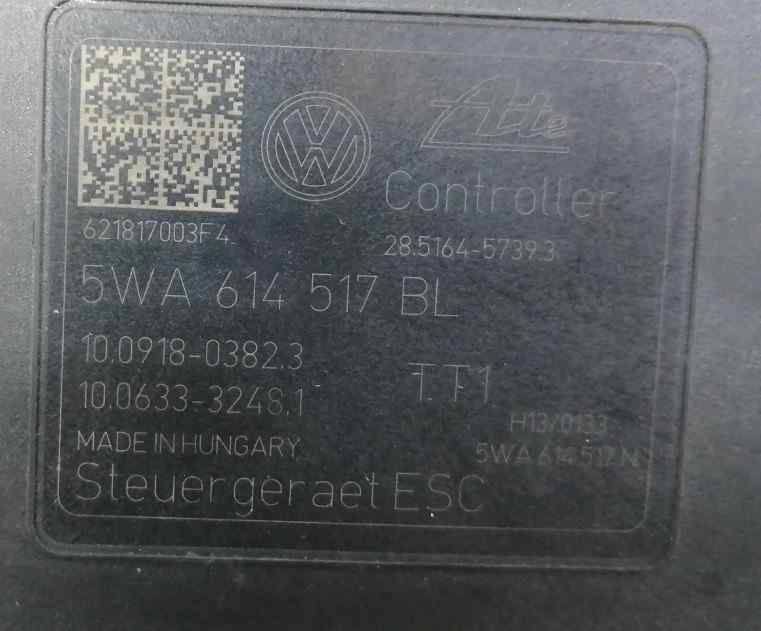 Ate
Controller
621817003F4
28.5164-5739.3
5WA 614 517 BL
10.0918-0382.3
10.0633-3248.1
TT1
H13/0133
MADE IN HUNGARY
5WA 614 517 N
Steuergeraet ESC